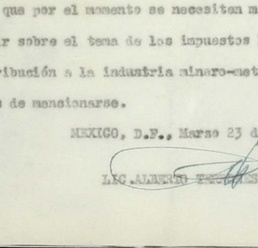 que por el momento se necesitan m
r sobre el tema de los impuestos
ribución a la industria minero-met
s de mencionarse.
MEXICO, D.F., Marzo 23 d
LIC. ALBERTO